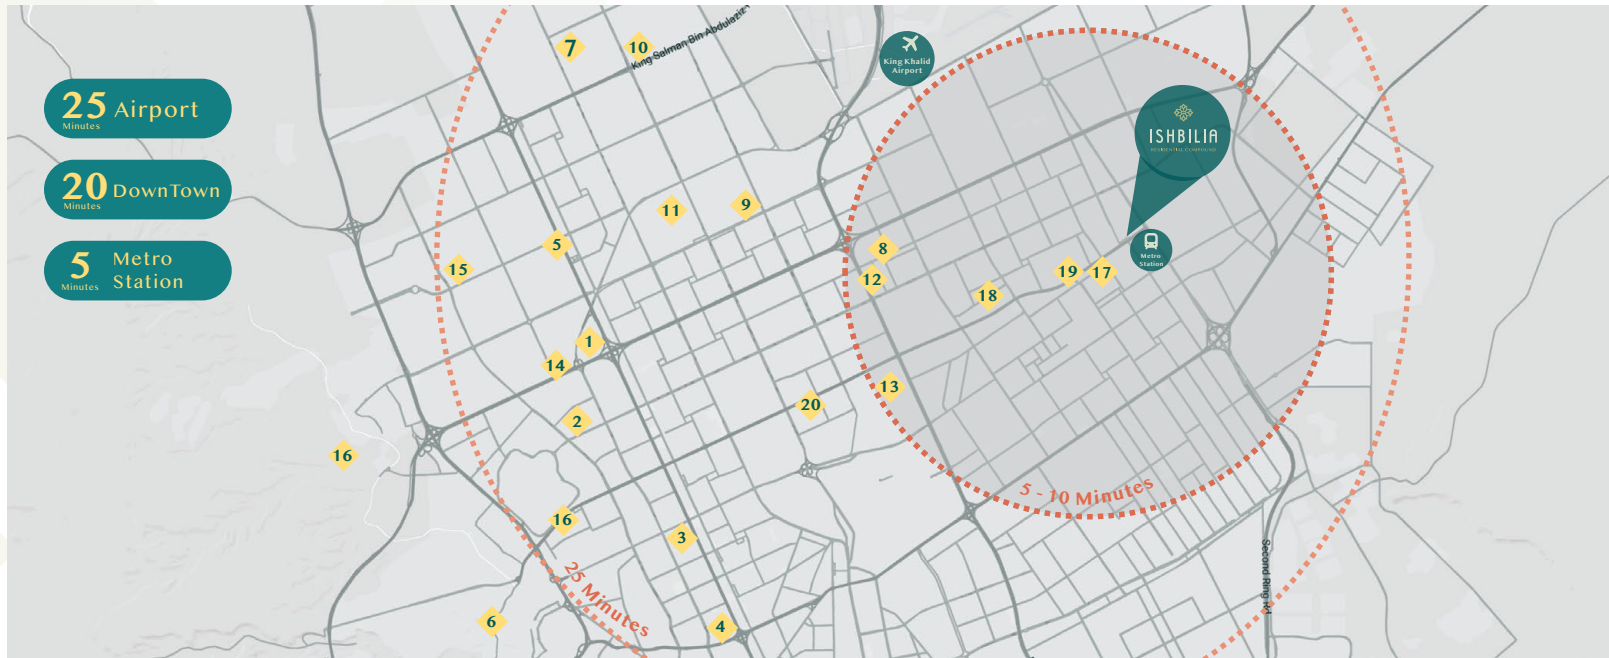 25 Airport
Minutes
20 DownTown
Minutes
5 Metro Station
Minutes
7
10
King Salman Bin Abdulaziz
King Khalid
Airport
ISHBILIA
RESIDENTIAL COMPOUND
11
9
5
15
8
12
Metro
Station
19
17
18
1
14
13
20
2
16
5 - 10 Minutes
16
3
25 Minutes
6
4
Second Ring Rd